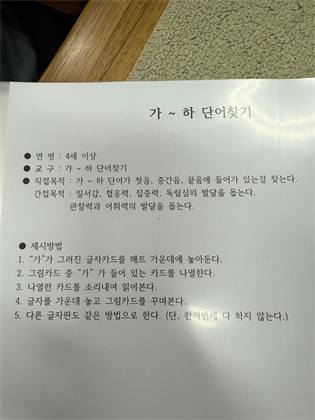 가 ~ 하 단어찾기
● 연 령 : 4세 이상
● 교 구 : 가 ~ 하 단어찾기
● 직접목적 : 가 ~ 하 단어가 첫음, 중간음, 끝음에 들어가 있는걸 찾는다.
간접목적 : 질서감, 협응력, 집중력, 독립심의 발달을 돕는다.
관찰력과 어휘력의 발달을 돕는다.
● 제시방법
1. "가"가 그려진 글자카드를 매트 가운데에 놓아둔다.
2. 그림카드 중 "가" 가 들어 있는 카드를 나열한다.
3. 나열한 카드를 소리내여 읽어본다.
4. 글자를 가운데 놓고 그림카드를 꾸며본다.
5. 다른 글자판도 같은 방법으로 한다. (단, 한꺼번에 다 하지 않는다.)